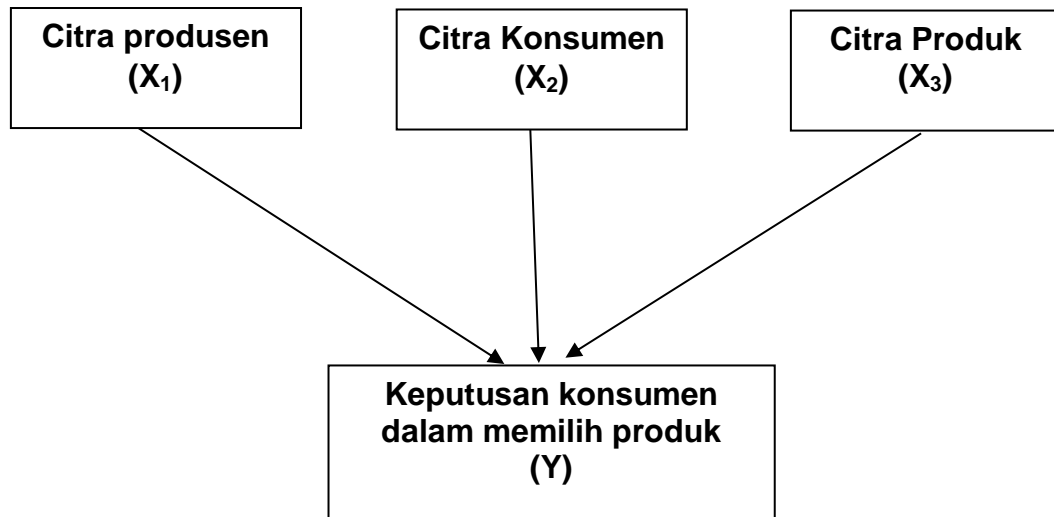 Citra produsen
(X₁)
Citra Konsumen
(X₂)
Citra Produk
(X₃)
Keputusan konsumen
dalam memilih produk
(Y)